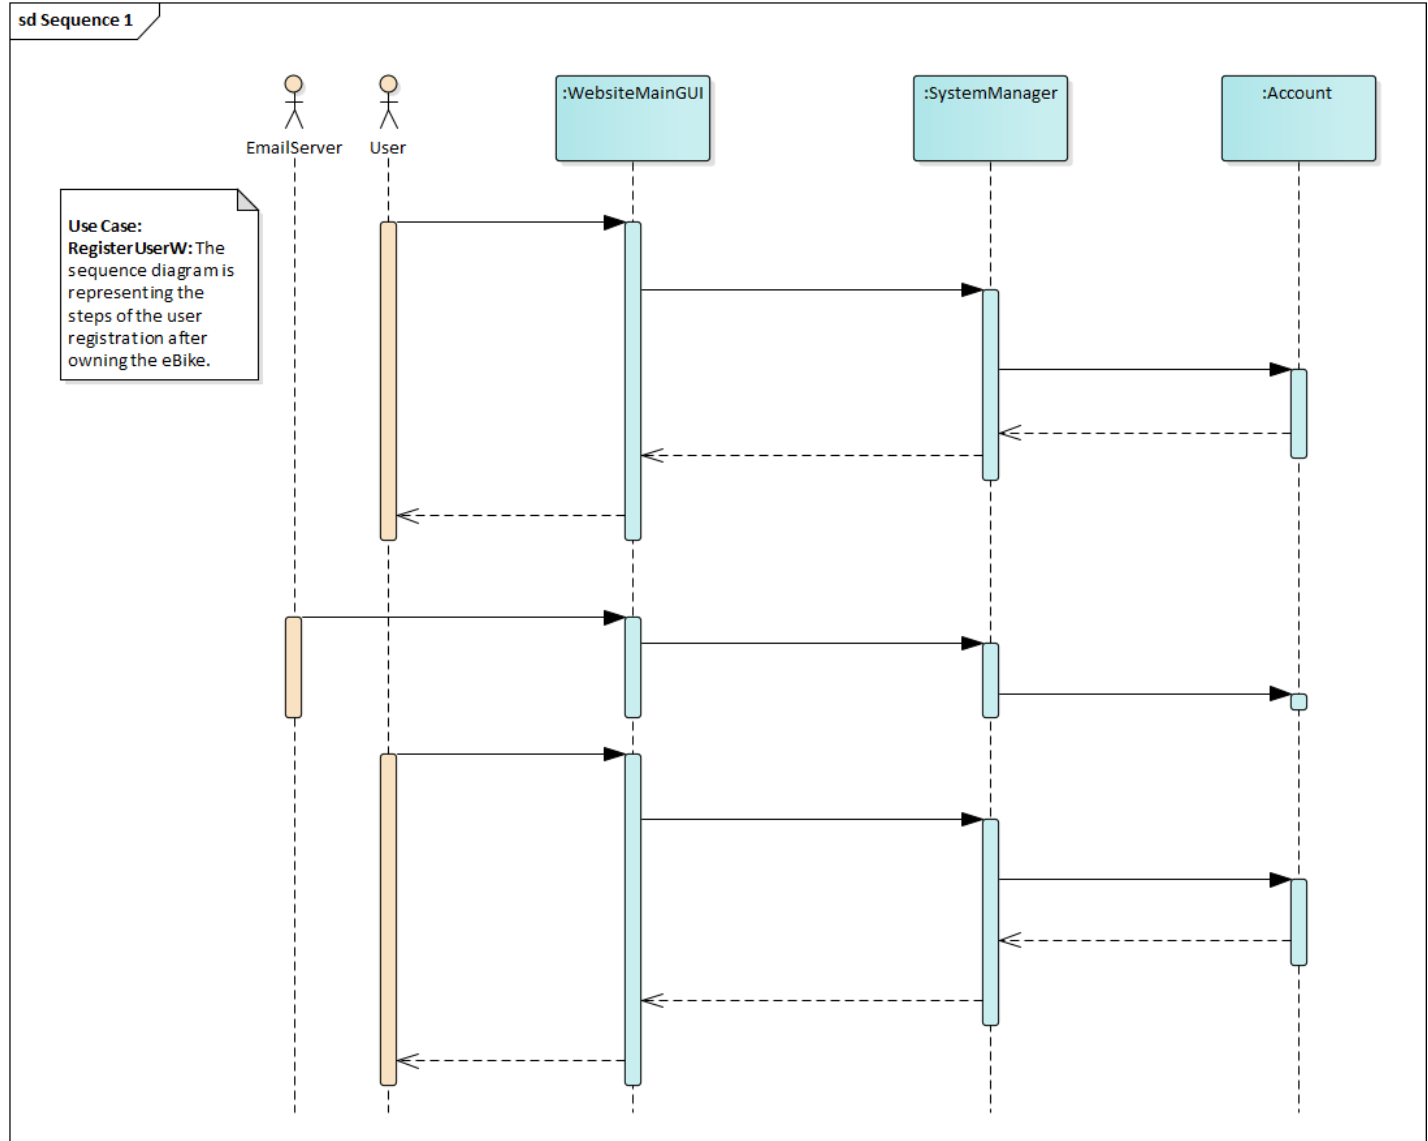 sd Sequence 1
:WebsiteMainGUI
:SystemManager
:Account
EmailServer
User
Use Case:
RegisterUserW: The
sequence diagram is
representing the
steps of the user
registration after
owning the eBike.